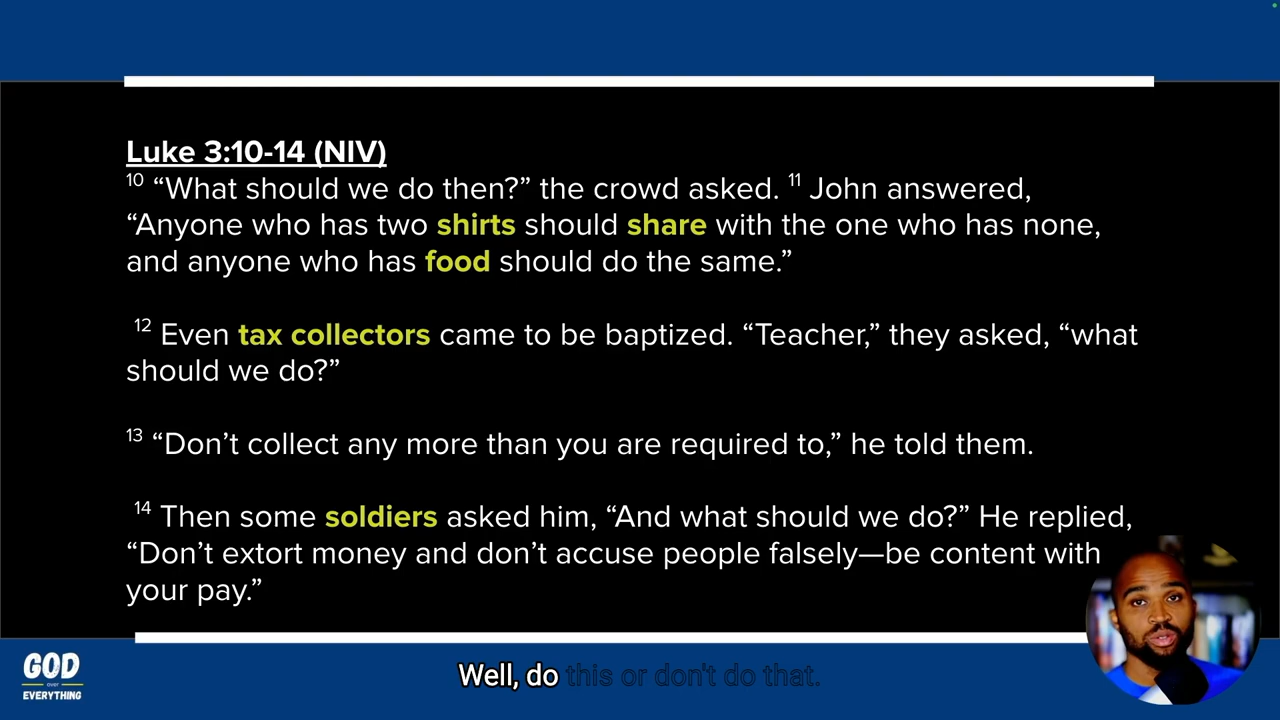 Luke 3:10-14 (NIV)
10 “What should we do then?” the crowd asked. 11 John answered,
“Anyone who has two shirts should share with the one who has none,
and anyone who has food should do the same.”
12 Even tax collectors came to be baptized. “Teacher,” they asked, “what
should we do?”
13 “Don’t collect any more than you are required to,” he told them.
14 Then some soldiers asked him, “And what should we do?” He replied,
“Don’t extort money and don’t accuse people falsely—be content with
your pay.”
GOD
OVER
EVERYTHING
Well, do this or don't do that.